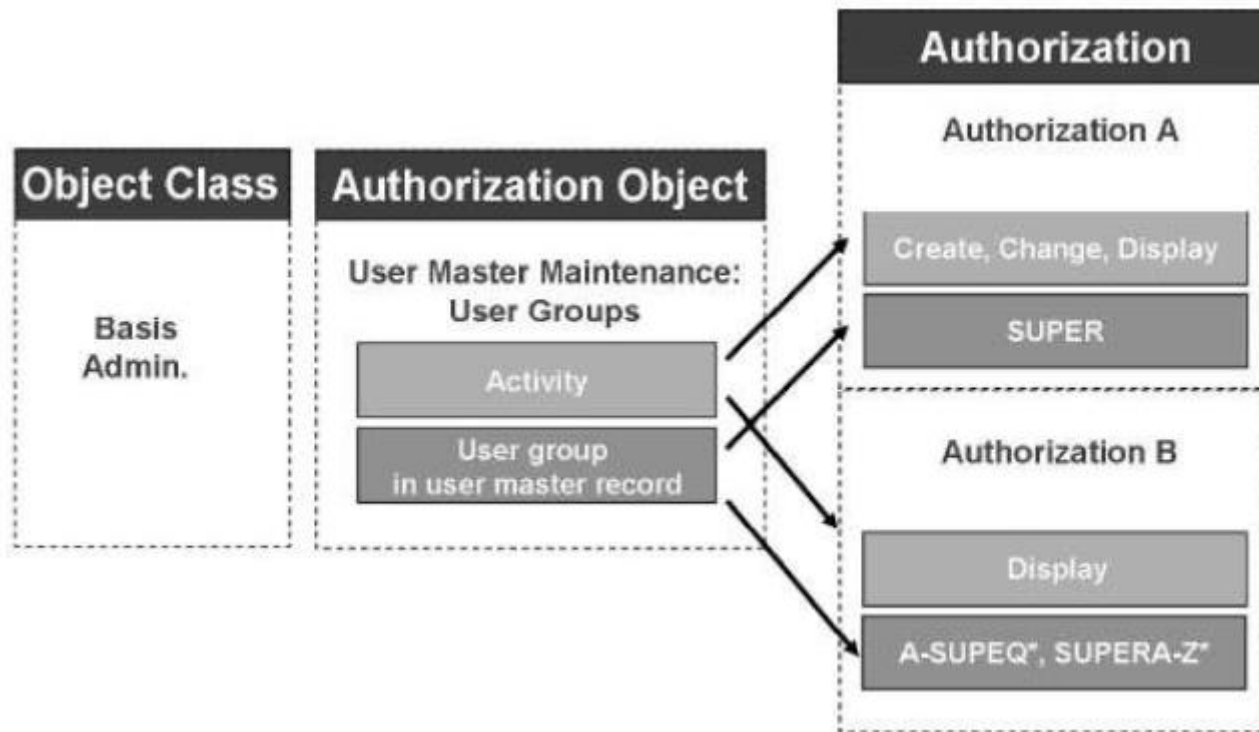 Object Class
Basis
Admin.
Authorization Object
User Master Maintenance:
User Groups
Activity
User group
in user master record
Authorization
Authorization A
Create, Change, Display
SUPER
Authorization B
Display
A-SUPEQ*, SUPERA-Z*